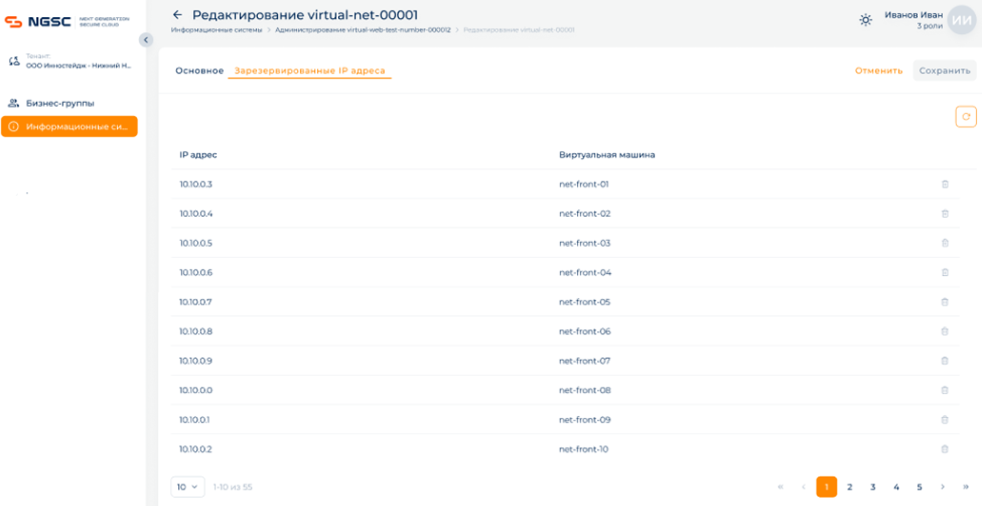 NGSC NEXT GENERATION SECURE CLOUD
← Редактирование virtual-net-00001
Информационные системы > Администрирование virtual-web-test-number-000012 > Редактирование virtual-net-00001
Иванов Иван
3 роли
ИИ
Тенант:
ООО Инностейдж - Нижний Н...
Бизнес-группы
Информационные си...
Основное Зарезервированные IP адреса
Отменить Сохранить
IP адрес Виртуальная машина
10.10.0.3 net-front-01
10.10.0.4 net-front-02
10.10.0.5 net-front-03
10.10.0.6 net-front-04
10.10.0.7 net-front-05
10.10.0.8 net-front-06
10.10.0.9 net-front-07
10.10.0.0 net-front-08
10.10.0.1 net-front-09
10.10.0.2 net-front-10
10 1-10 из 55
« ‹ 1 2 3 4 5 › »